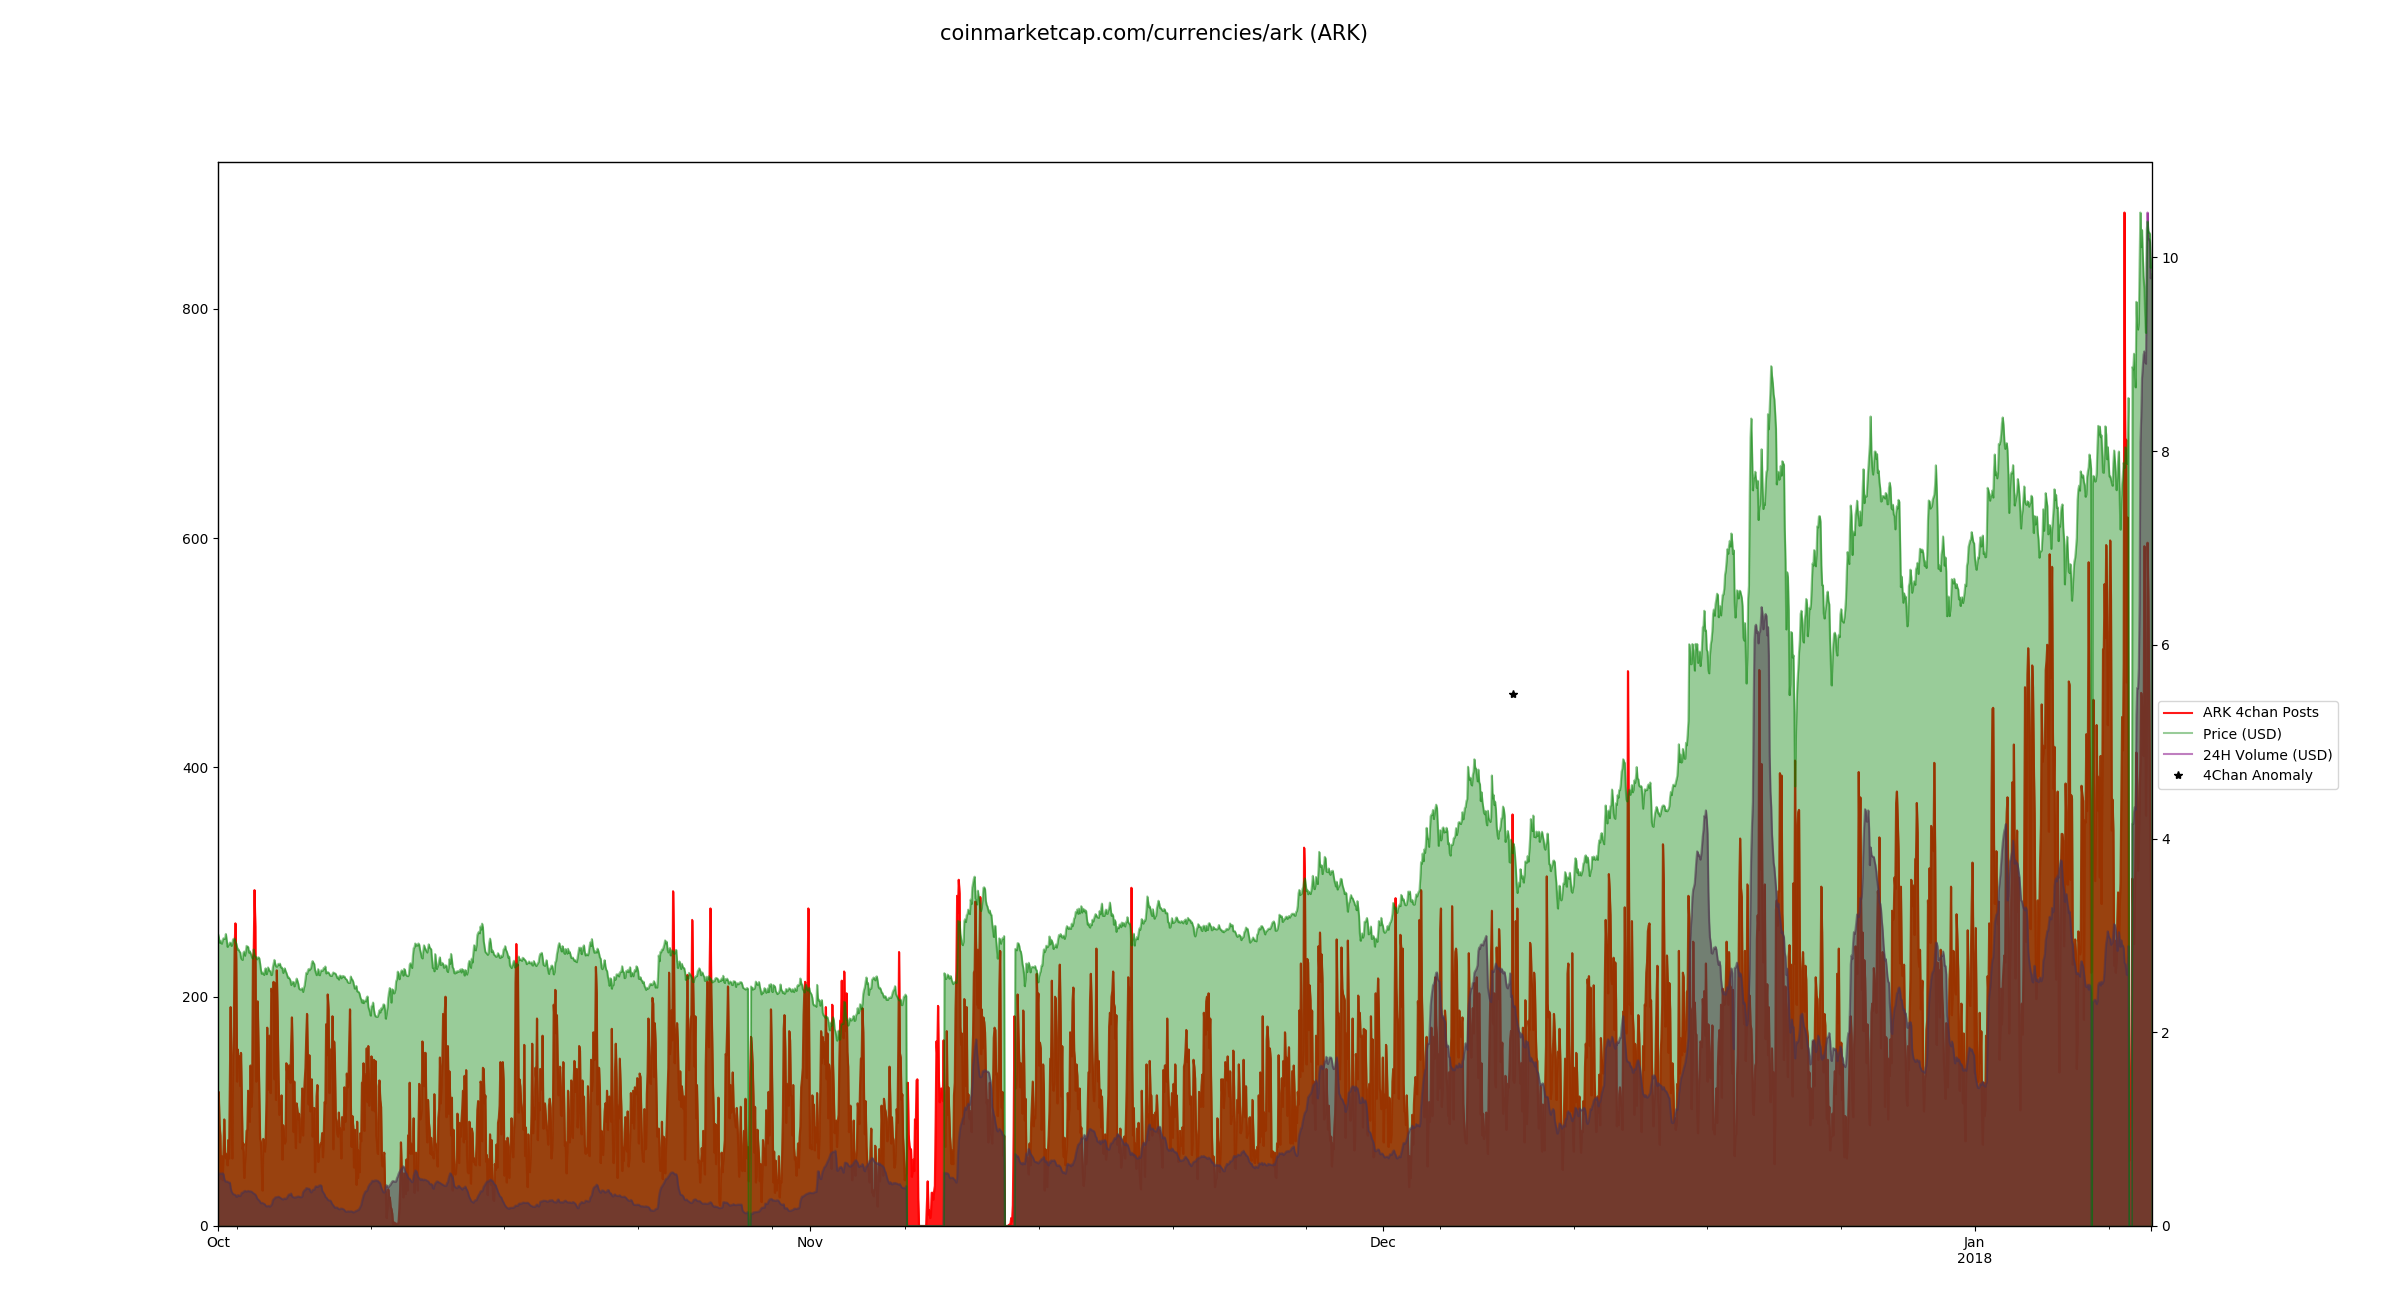 coinmarketcap.com/currencies/ark (ARK)
800
600
400
200
0
10
8
6
4
2
0
ARK 4chan Posts
Price (USD)
24H Volume (USD)
4Chan Anomaly
Oct
Nov
Dec
Jan
2018